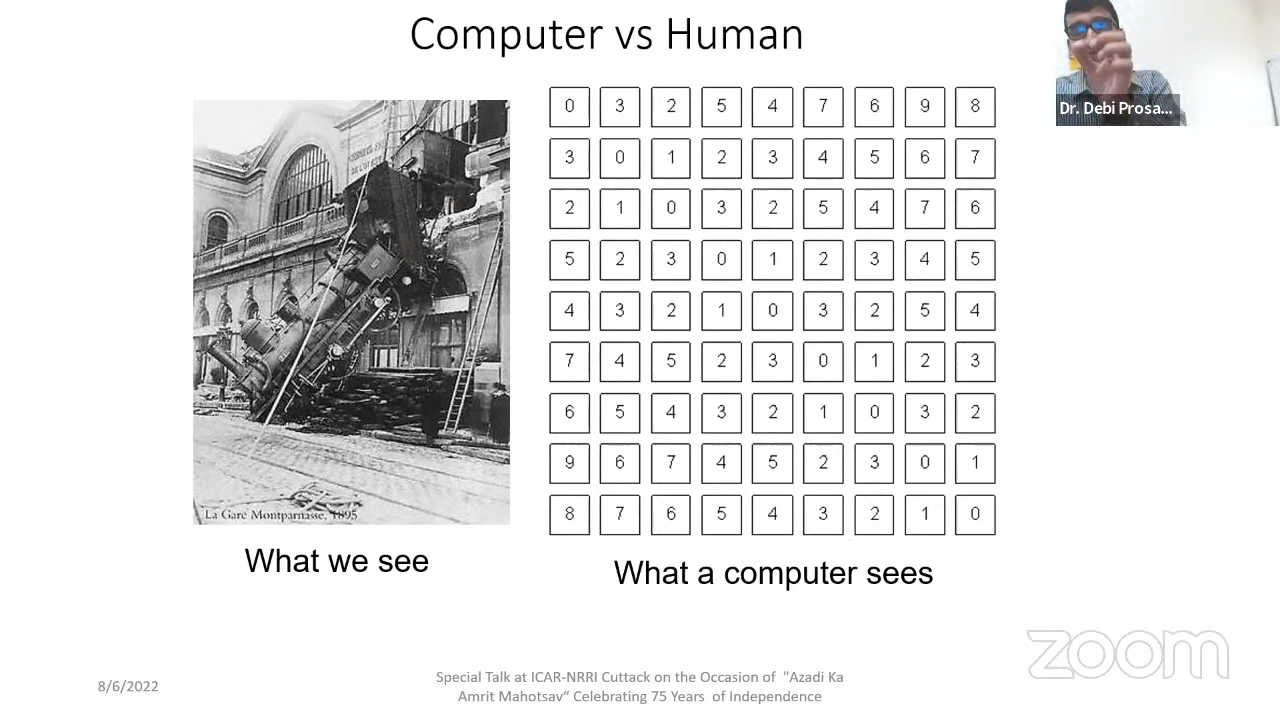 Computer vs Human
Dr. Debi Prosa...
0 3 2 5 4 7 6 9 8
3 0 1 2 3 4 5 6 7
2 1 0 3 2 5 4 7 6
5 2 3 0 1 2 3 4 5
4 3 2 1 0 3 2 5 4
7 4 5 2 3 0 1 2 3
6 5 4 3 2 1 0 3 2
9 6 7 4 5 2 3 0 1
8 7 6 5 4 3 2 1 0
La Gare Montparnasse, 1895
What we see
What a computer sees
zoom
8/6/2022
Special Talk at ICAR-NRRI Cuttack on the Occasion of "Azadi Ka
Amrit Mahotsav“ Celebrating 75 Years of Independence